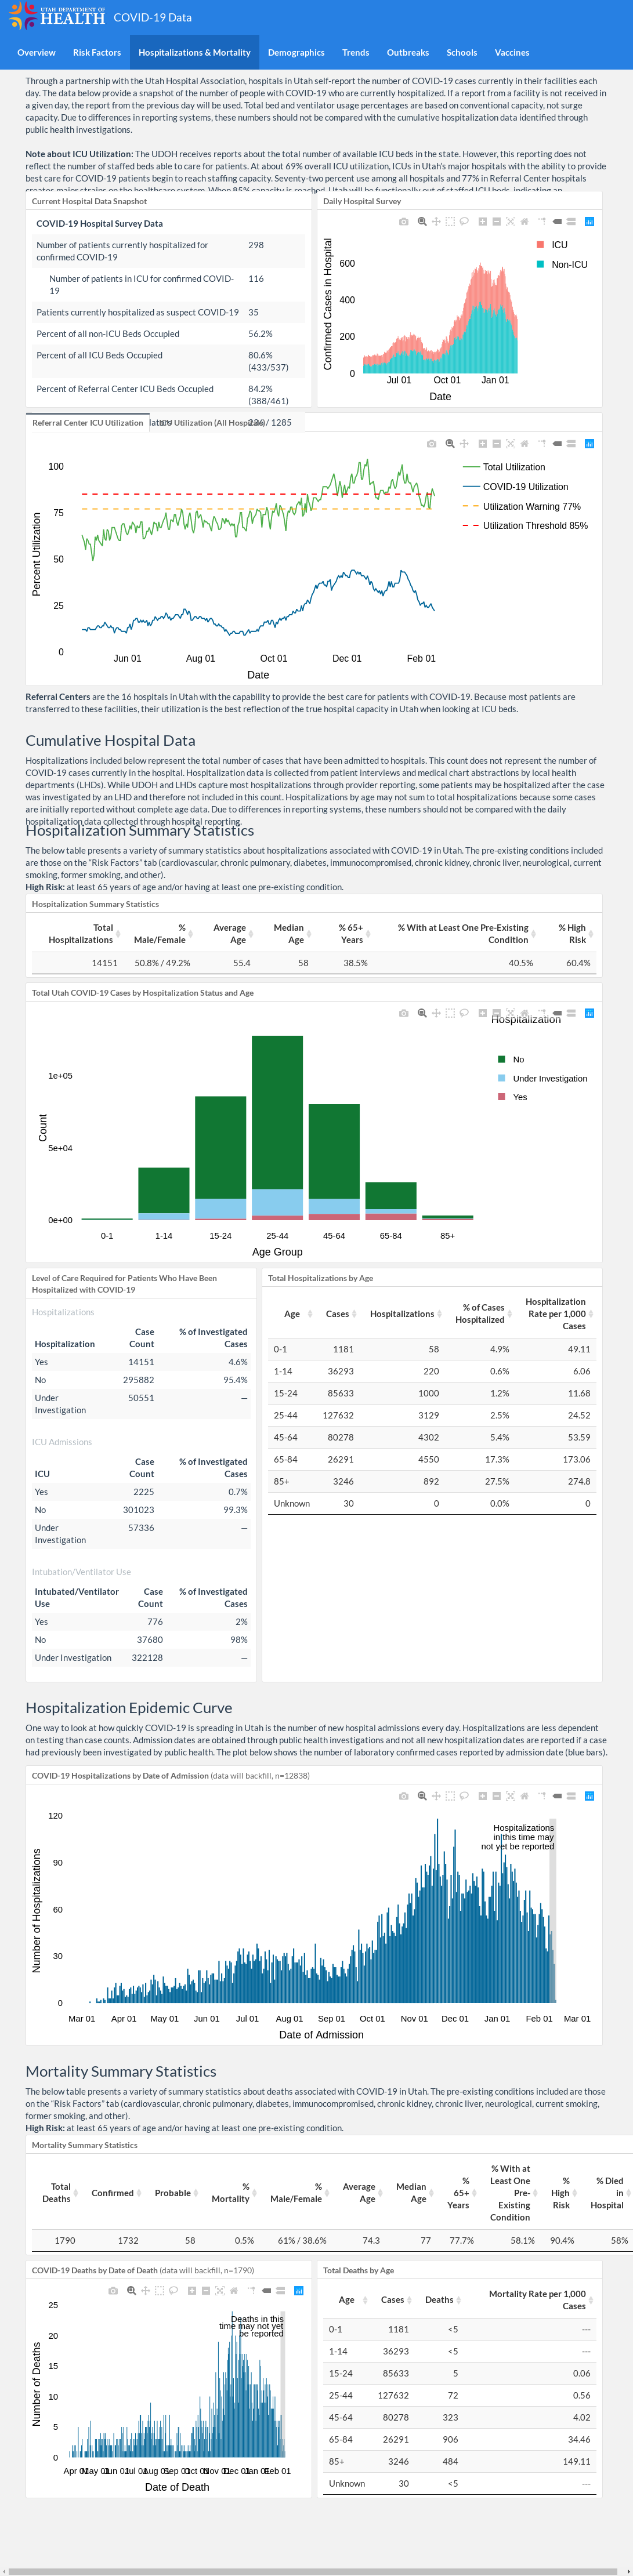 UTAH DEPARTMENT OF
HEALTH
COVID-19 Data
Overview Risk Factors Hospitalizations & Mortality Demographics Trends Outbreaks Schools Vaccines
Through a partnership with the Utah Hospital Association, hospitals in Utah self-report the number of COVID-19 cases currently in their facilities each
day. The data below provide a snapshot of the number of people with COVID-19 who are currently hospitalized. If a report from a facility is not received in
a given day, the report from the previous day will be used. Total bed and ventilator usage percentages are based on conventional capacity, not surge
capacity. Due to differences in reporting systems, these numbers should not be compared with the cumulative hospitalization data identified through
public health investigations.
Note about ICU Utilization: The UDOH receives reports about the total number of available ICU beds in the state. However, this reporting does not
reflect the number of staffed beds able to care for patients. At about 69% overall ICU utilization, ICUs in Utah's major hospitals with the ability to provide
best care for COVID-19 patients begin to reach staffing capacity. Seventy-two percent use among all hospitals and 77% in Referral Center hospitals
creates major strains on the healthcare system. When 85% capacity is reached, Utah will be functionally out of staffed ICU beds, indicating an
Current Hospital Data Snapshot
COVID-19 Hospital Survey Data
Number of patients currently hospitalized for 298
confirmed COVID-19
Number of patients in ICU for confirmed COVID- 116
19
Patients currently hospitalized as suspect COVID-19 35
Percent of all non-ICU Beds Occupied 56.2%
Percent of all ICU Beds Occupied 80.6%
(433/537)
Percent of Referral Center ICU Beds Occupied 84.2%
(388/461)
236 / 1285
Daily Hospital Survey
Confirmed Cases in Hospital
600
400
200
0
Jul 01 Oct 01 Jan 01
Date
ICU
Non-ICU
Referral Center ICU Utilization ICU Utilization (All Hospitals)
Percent Utilization
100
75
50
25
0
Jun 01 Aug 01 Oct 01 Dec 01 Feb 01
Date
Total Utilization
COVID-19 Utilization
Utilization Warning 77%
Utilization Threshold 85%
Referral Centers are the 16 hospitals in Utah with the capability to provide the best care for patients with COVID-19. Because most patients are
transferred to these facilities, their utilization is the best reflection of the true hospital capacity in Utah when looking at ICU beds.
Cumulative Hospital Data
Hospitalizations included below represent the total number of cases that have been admitted to hospitals. This count does not represent the number of
COVID-19 cases currently in the hospital. Hospitalization data is collected from patient interviews and medical chart abstractions by local health
departments (LHDs). While UDOH and LHDs capture most hospitalizations through provider reporting, some patients may be hospitalized after the case
was investigated by an LHD and therefore not included in this count. Hospitalizations by age may not sum to total hospitalizations because some cases
are initially reported without complete age data. Due to differences in reporting systems, these numbers should not be compared with the daily
hospitalization data collected through hospital reporting.
Hospitalization Summary Statistics
The below table presents a variety of summary statistics about hospitalizations associated with COVID-19 in Utah. The pre-existing conditions included
are those on the "Risk Factors" tab (cardiovascular, chronic pulmonary, diabetes, immunocompromised, chronic kidney, chronic liver, neurological, current
smoking, former smoking, and other).
High Risk: at least 65 years of age and/or having at least one pre-existing condition.
Hospitalization Summary Statistics
Total % Average Median % 65+ % With at Least One Pre-Existing % High
Hospitalizations Male/Female Age Age Years Condition Risk
14151 50.8% / 49.2% 55.4 58 38.5% 40.5% 60.4%
Total Utah COVID-19 Cases by Hospitalization Status and Age
Hospitalization
No
Under Investigation
Yes
Count
1e+05
5e+04
0e+00
0-1 1-14 15-24 25-44 45-64 65-84 85+
Age Group
Level of Care Required for Patients Who Have Been
Hospitalized with COVID-19
Hospitalizations
Case % of Investigated
Hospitalization Count Cases
Yes 14151 4.6%
No 295882 95.4%
Under 50551 —
Investigation
ICU Admissions
Case % of Investigated
ICU Count Cases
Yes 2225 0.7%
No 301023 99.3%
Under 57336 —
Investigation
Intubation/Ventilator Use
Intubated/Ventilator Case % of Investigated
Use Count Cases
Yes 776 2%
No 37680 98%
Under Investigation 322128 —
Total Hospitalizations by Age
Hospitalization
% of Cases Rate per 1,000
Age Cases Hospitalizations Hospitalized Cases
0-1 1181 58 4.9% 49.11
1-14 36293 220 0.6% 6.06
15-24 85633 1000 1.2% 11.68
25-44 127632 3129 2.5% 24.52
45-64 80278 4302 5.4% 53.59
65-84 26291 4550 17.3% 173.06
85+ 3246 892 27.5% 274.8
Unknown 30 0 0.0% 0
Hospitalization Epidemic Curve
One way to look at how quickly COVID-19 is spreading in Utah is the number of new hospital admissions every day. Hospitalizations are less dependent
on testing than case counts. Admission dates are obtained through public health investigations and not all new hospitalization dates are reported if a case
had previously been investigated by public health. The plot below shows the number of laboratory confirmed cases reported by admission date (blue bars).
COVID-19 Hospitalizations by Date of Admission (data will backfill, n=12838)
Number of Hospitalizations
120
90
60
30
0
Hospitalizations
in this time may
not yet be reported
Mar 01 Apr 01 May 01 Jun 01 Jul 01 Aug 01 Sep 01 Oct 01 Nov 01 Dec 01 Jan 01 Feb 01 Mar 01
Date of Admission
Mortality Summary Statistics
The below table presents a variety of summary statistics about deaths associated with COVID-19 in Utah. The pre-existing conditions included are those
on the "Risk Factors" tab (cardiovascular, chronic pulmonary, diabetes, immunocompromised, chronic kidney, chronic liver, neurological, current smoking,
former smoking, and other).
High Risk: at least 65 years of age and/or having at least one pre-existing condition.
Mortality Summary Statistics
Total Deaths Confirmed Probable % Mortality % Male/Female Average Age Median Age % 65+ Years % With at Least One Pre-Existing Condition % High Risk % Died in Hospital
1790 1732 58 0.5% 61% / 38.6% 74.3 77 77.7% 58.1% 90.4% 58%
COVID-19 Deaths by Date of Death (data will backfill, n=1790)
Number of Deaths
25
20
15
10
5
0
Deaths in this
time may not yet
be reported
Apr 01 May 01 Jun 01 Jul 01 Aug 01 Sep 01 Oct 01 Nov 01 Dec 01 Jan 01 Feb 01
Date of Death
Total Deaths by Age
Mortality Rate per 1,000
Age Cases Deaths Cases
0-1 1181 <5 ---
1-14 36293 <5 ---
15-24 85633 5 0.06
25-44 127632 72 0.56
45-64 80278 323 4.02
65-84 26291 906 34.46
85+ 3246 484 149.11
Unknown 30 <5 ---